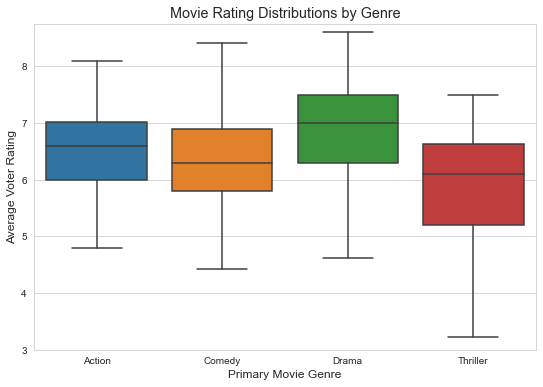 Movie Rating Distributions by Genre
Average Voter Rating
8
7
6
5
4
3
Action Comedy Drama Thriller
Primary Movie Genre